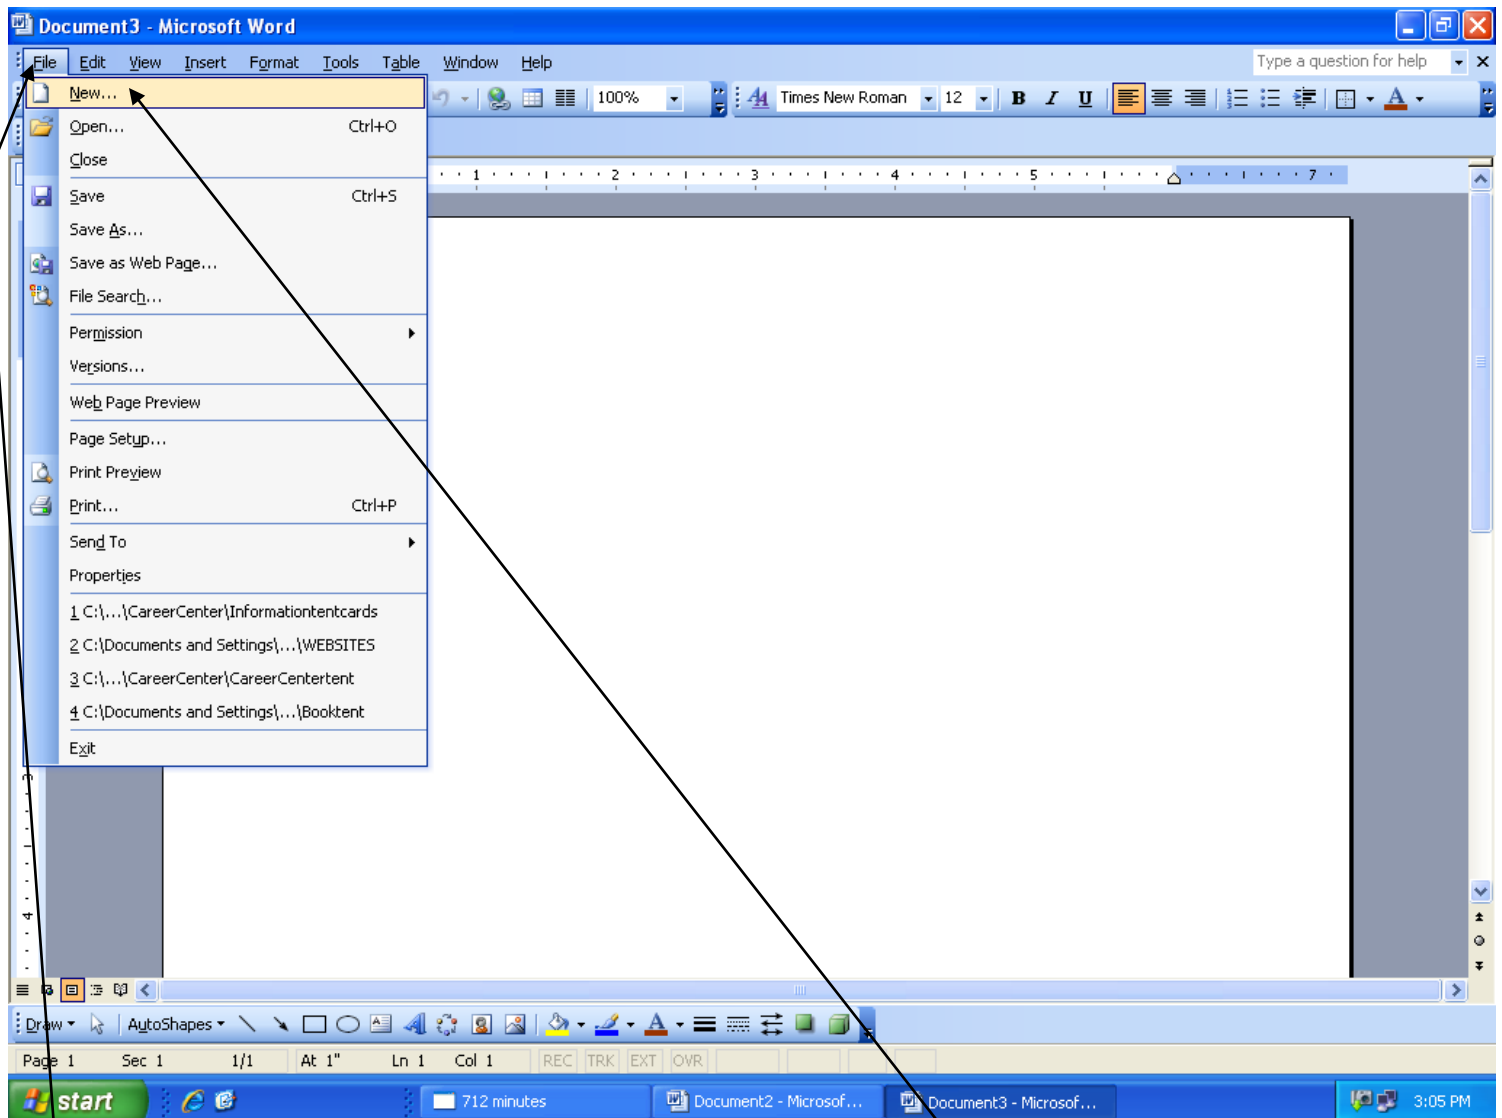 Document3 - Microsoft Word
File Edit View Insert Format Tools Table Window Help Type a question for help
New...
100% Times New Roman 12 B I U A
Open... Ctrl+O
Close
1 2 3 4 5 7
Save Ctrl+S
Save As...
Save as Web Page...
File Search...
Permission
Versions...
Web Page Preview
Page Setup...
Print Preview
Print... Ctrl+P
Send To
Properties
1 C:\...\CareerCenter\Informationtentcards
2 C:\Documents and Settings\...\WEBSITES
3 C:\...\CareerCenter\CareerCentertent
4 C:\Documents and Settings\...\Booktent
Exit
3
4
Draw AutoShapes
Page 1 Sec 1 1/1 At 1" Ln 1 Col 1 REC TRK EXT OVR
start 712 minutes Document2 - Microsof... Document3 - Microsof... 3:05 PM